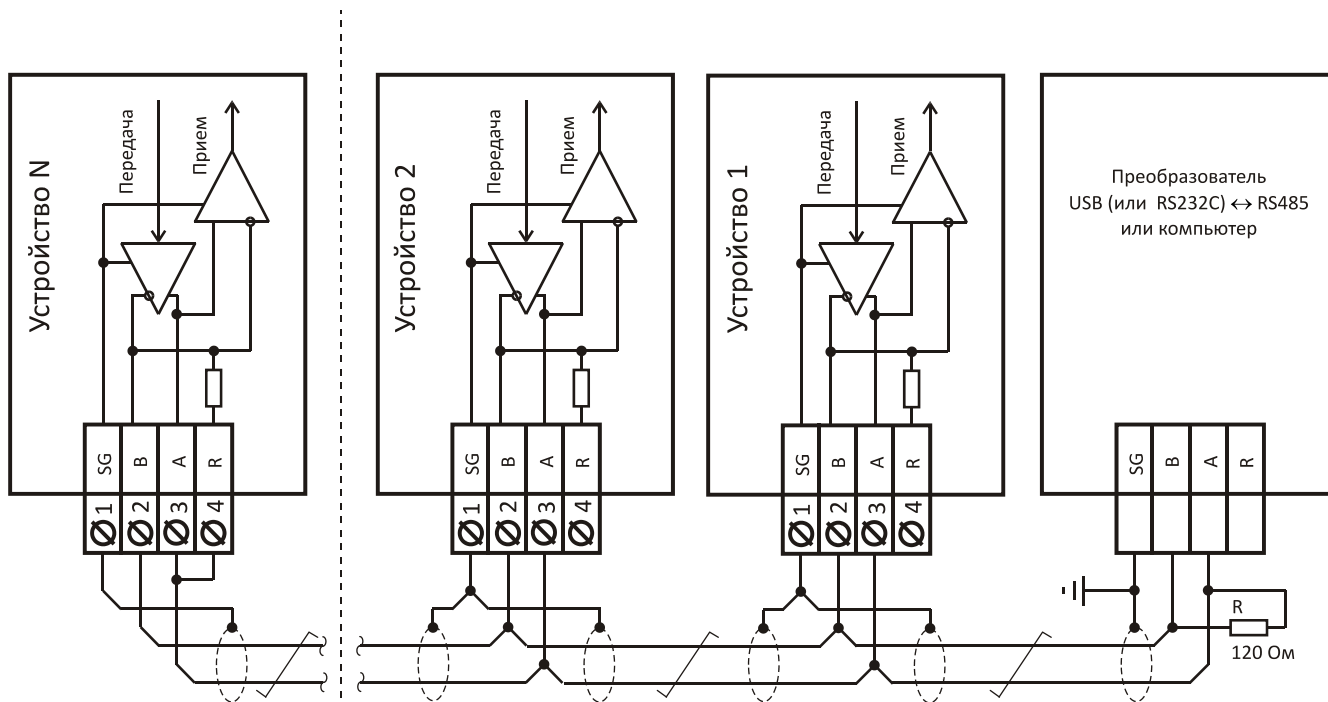 Устройство N
Передача
Прием
SG
B
A
R
1
2
3
4
Устройство 2
Передача
Прием
SG
B
A
R
1
2
3
4
Устройство 1
Передача
Прием
SG
B
A
R
1
2
3
4
Преобразователь
USB (или RS232C) ↔ RS485
или компьютер
SG
B
A
R
R
120 Ом